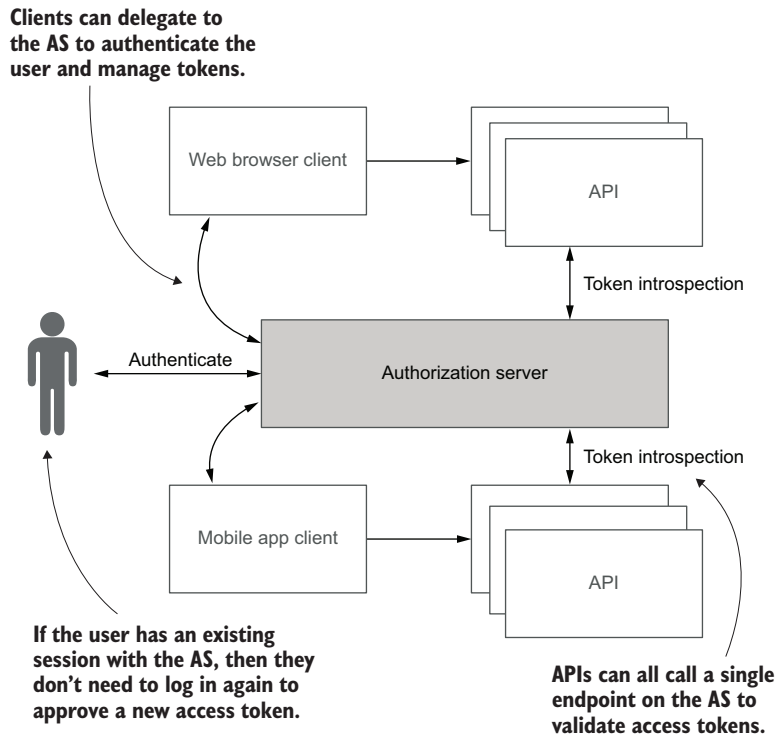 Clients can delegate to
the AS to authenticate the
user and manage tokens.
Web browser client
API
Token introspection
Authenticate
Authorization server
Token introspection
Mobile app client
API
If the user has an existing
session with the AS, then they
don’t need to log in again to
approve a new access token.
APIs can all call a single
endpoint on the AS to
validate access tokens.